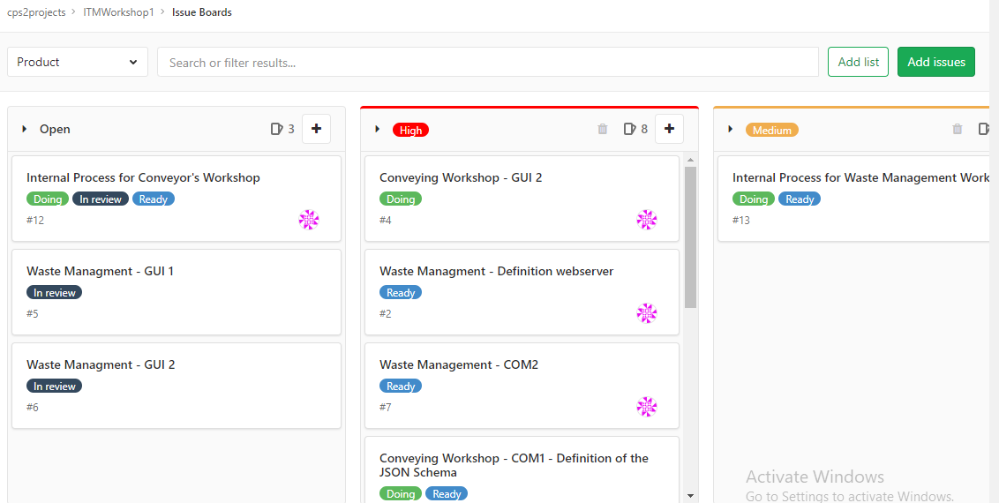 cps2projects > ITMWorkshop1 > Issue Boards
Product
Search or filter results...
Add list
Add issues
Open
3
Internal Process for Conveyor's Workshop
Doing In review Ready
#12
Waste Managment - GUI 1
In review
#5
Waste Managment - GUI 2
In review
#6
High
8
Conveying Workshop - GUI 2
Doing
#4
Waste Managment - Definition webserver
Ready
#2
Waste Management - COM2
Ready
#7
Conveying Workshop - COM1 - Definition of the
JSON Schema
Doing Ready
Medium
Internal Process for Waste Management Work
Doing Ready
#13
Activate Windows
Go to Settings to activate Windows.